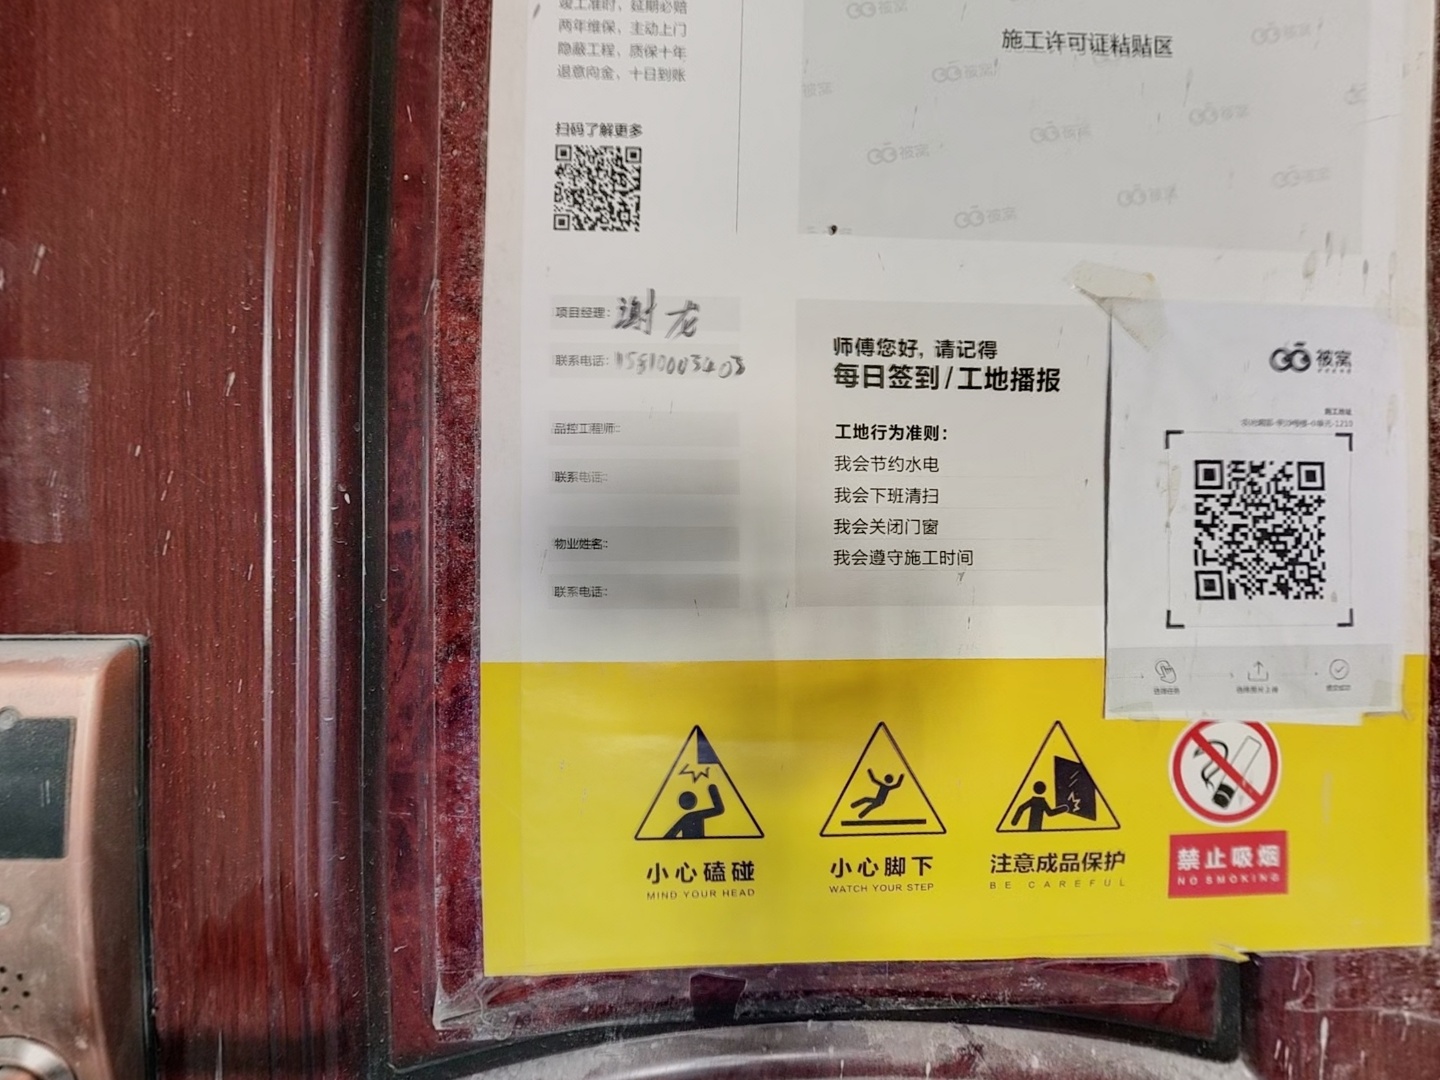 竣工准时、延期必赔
两年维保、主动上门
隐蔽工程、质保十年
退意向金、十日到账
扫码了解更多
项目经理：谢龙
联系电话：15810003403
品控工程师：
联系电话：
物业姓名：
联系电话：
施工许可证粘贴区
师傅您好，请记得
每日签到/工地播报
工地行为准则：
我会节约水电
我会下班清扫
我会关闭门窗
我会遵守施工时间
被窝
施工地址
小心磕碰
MIND YOUR HEAD
小心脚下
WATCH YOUR STEP
注意成品保护
BE CAREFUL
禁止吸烟
NO SMOKING